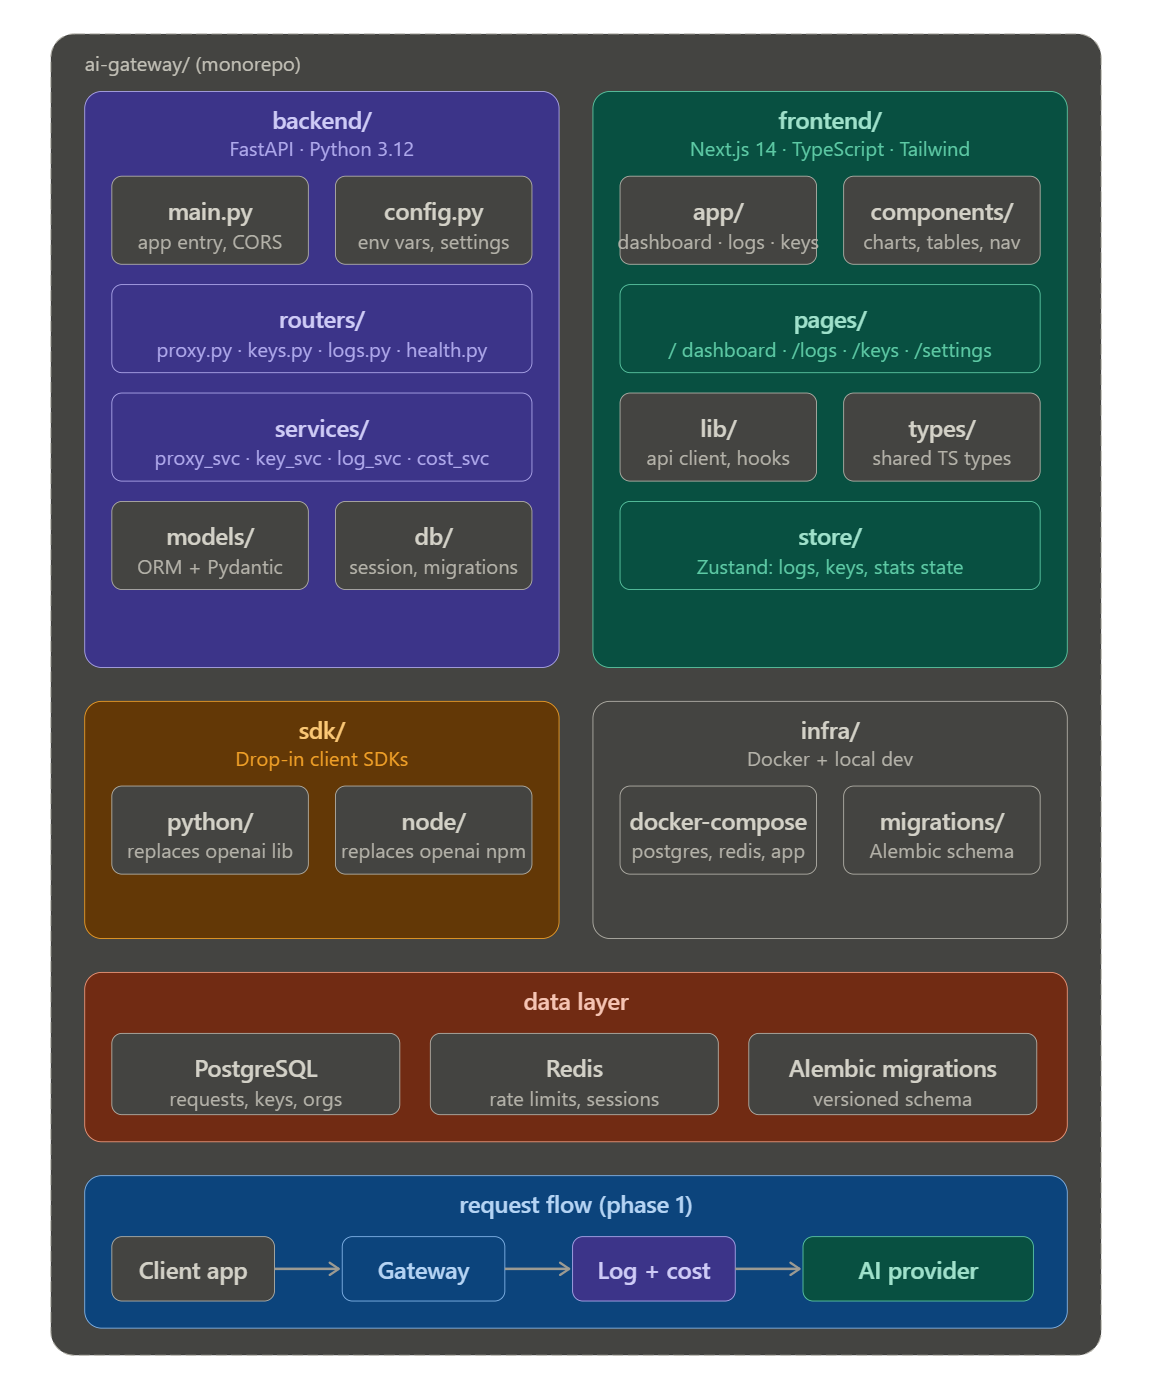 ai-gateway/ (monorepo)
backend/
FastAPI · Python 3.12
main.py
app entry, CORS
config.py
env vars, settings
routers/
proxy.py · keys.py · logs.py · health.py
services/
proxy_svc · key_svc · log_svc · cost_svc
models/
ORM + Pydantic
db/
session, migrations
frontend/
Next.js 14 · TypeScript · Tailwind
app/
dashboard · logs · keys
components/
charts, tables, nav
pages/
/ dashboard · /logs · /keys · /settings
lib/
api client, hooks
types/
shared TS types
store/
Zustand: logs, keys, stats state
sdk/
Drop-in client SDKs
python/
replaces openai lib
node/
replaces openai npm
infra/
Docker + local dev
docker-compose
postgres, redis, app
migrations/
Alembic schema
data layer
PostgreSQL
requests, keys, orgs
Redis
rate limits, sessions
Alembic migrations
versioned schema
request flow (phase 1)
Client app
Gateway
Log + cost
AI provider